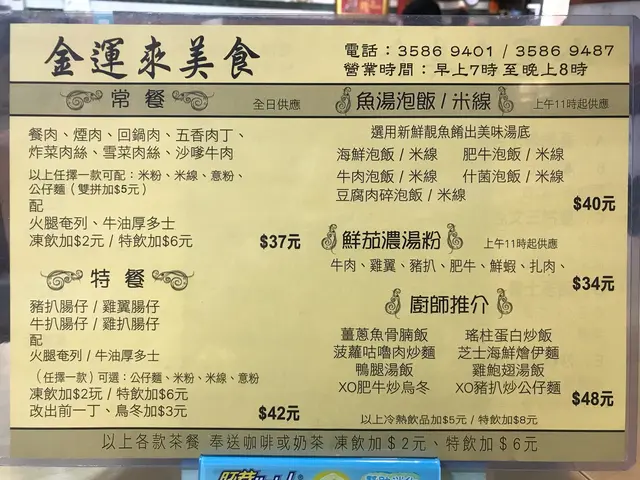 金運來美食
電話：3586 9401 / 3586 9487
營業時間：早上7時至晚上8時
常餐 全日供應
餐肉、煙肉、回鍋肉、五香肉丁、
炸菜肉絲、雪菜肉絲、沙嗲牛肉
以上任擇一款可配：米粉、米線、意粉、
公仔麵（雙拼加$5元）
配
火腿奄列、牛油厚多士
凍飲加$2元 / 特飲加$6元
$37元
特餐
豬扒腸仔 / 雞翼腸仔
牛扒腸仔 / 雞扒腸仔
配
火腿奄列 / 牛油厚多士
（任擇一款）可選：公仔麵、米粉、米線、意粉
凍飲加$2玩 / 特飲加$6元
改出前一丁、烏冬加$3元
$42元
魚湯泡飯 / 米線 上午11時起供應
選用新鮮靚魚餚出美味湯底
海鮮泡飯 / 米線 肥牛泡飯 / 米線
牛肉泡飯 / 米線 什菌泡飯 / 米線
豆腐肉碎泡飯 / 米線
$40元
鮮茄濃湯粉 上午11時起供應
牛肉、雞翼、豬扒、肥牛、鮮蝦、扎肉、
$34元
廚師推介
薑蔥魚骨腩飯 瑤柱蛋白炒飯
菠蘿咕嚕肉炒麵 芝士海鮮燴伊麵
鴨腿湯飯 雞鮑翅湯飯
XO肥牛炒烏冬 XO豬扒炒公仔麵
$48元
以上冷熱飲品加$5元 / 特飲加$8元
以上各款茶餐 奉送咖啡或奶茶 凍飲加$2元、特飲加$6元